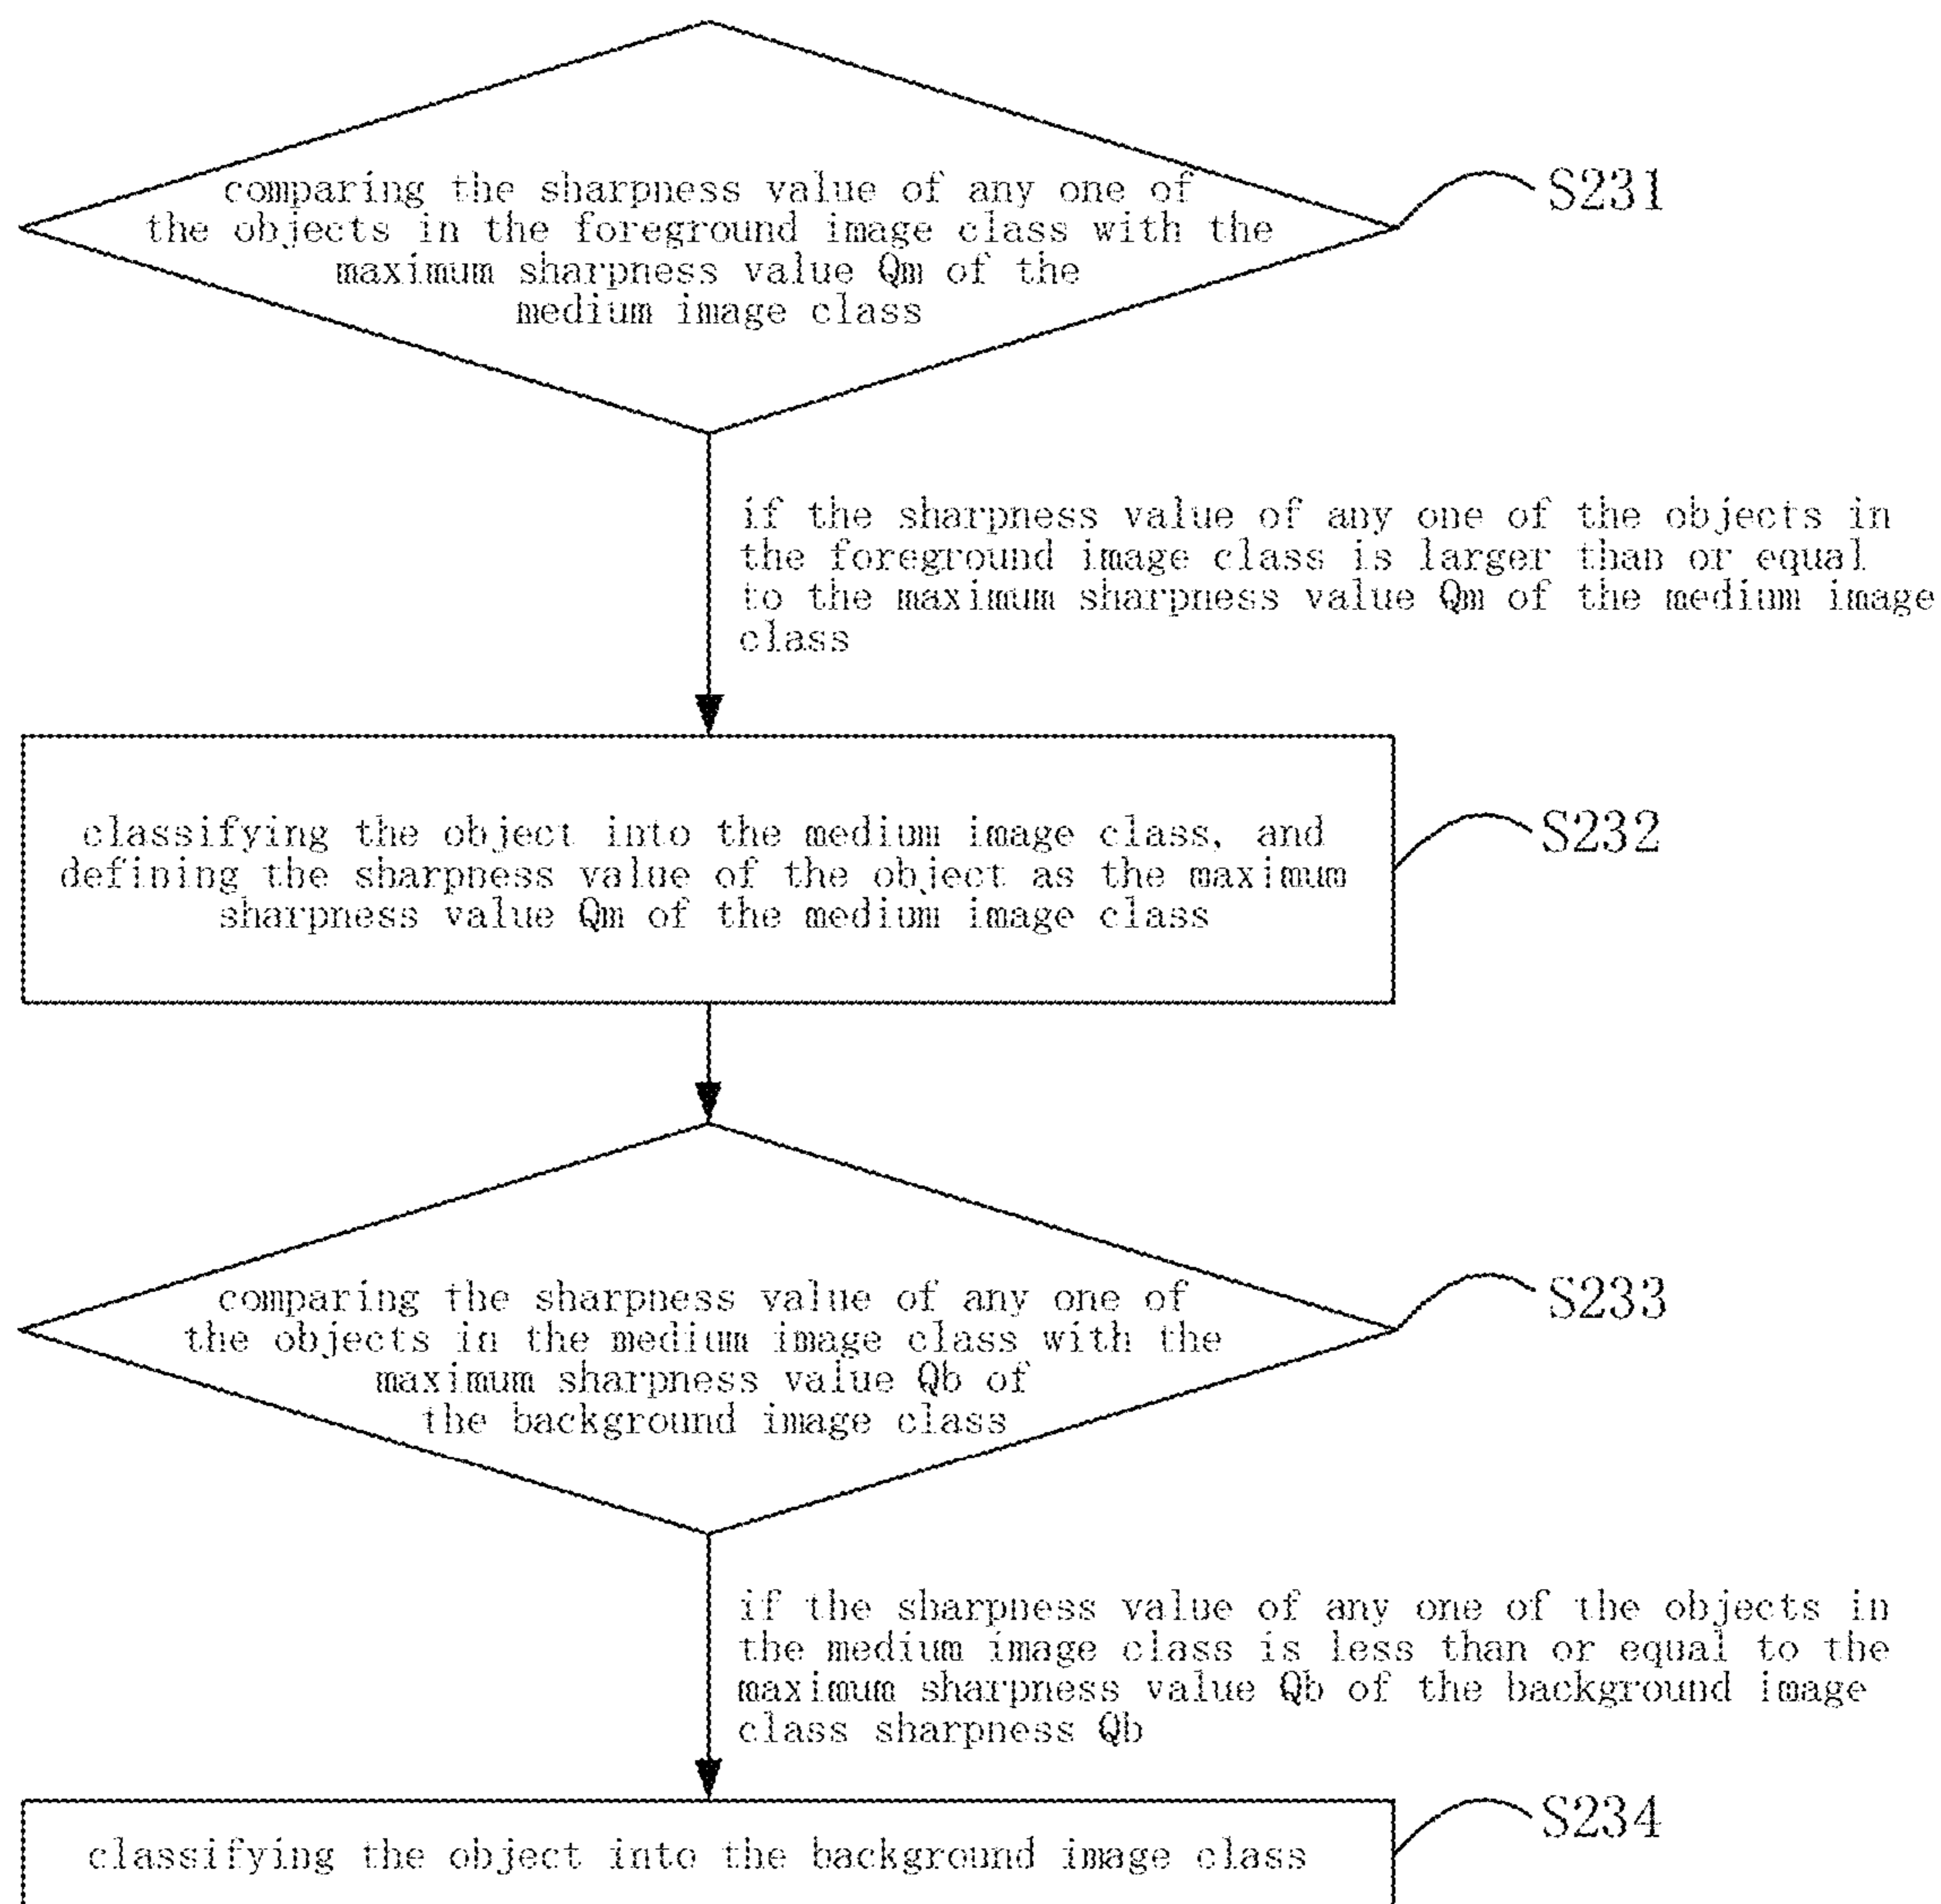 comparing the sharpness value of any one of
the objects in the foreground image class with the
maximum sharpness value Qm of the
medium image class
S231
if the sharpness value of any one of the objects in
the foreground image class is larger than or equal
to the maximum sharpness value Qm of the medium image
class
classifying the object into the medium image class, and
defining the sharpness value of the object as the maximum
sharpness value Qm of the medium image class
S232
comparing the sharpness value of any one of
the objects in the medium image class with the
maximum sharpness value Qb of
the background image class
S233
if the sharpness value of any one of the objects in
the medium image class is less than or equal to the
maximum sharpness value Qb of the background image
class sharpness Qb
classifying the object into the background image class
S234